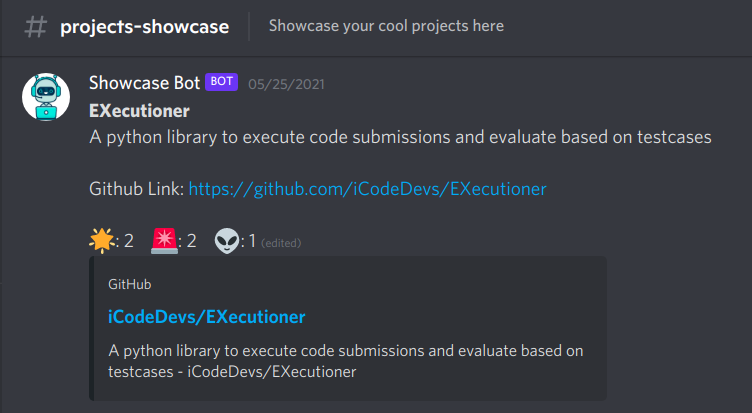 # projects-showcase
Showcase your cool projects here
Showcase Bot BOT 05/25/2021
EXecutioner
A python library to execute code submissions and evaluate based on testcases
Github Link: https://github.com/iCodeDevs/EXecutioner
🌟: 2 🚨: 2 👽: 1 (edited)
GitHub
iCodeDevs/EXecutioner
A python library to execute code submissions and evaluate based on
testcases - iCodeDevs/EXecutioner